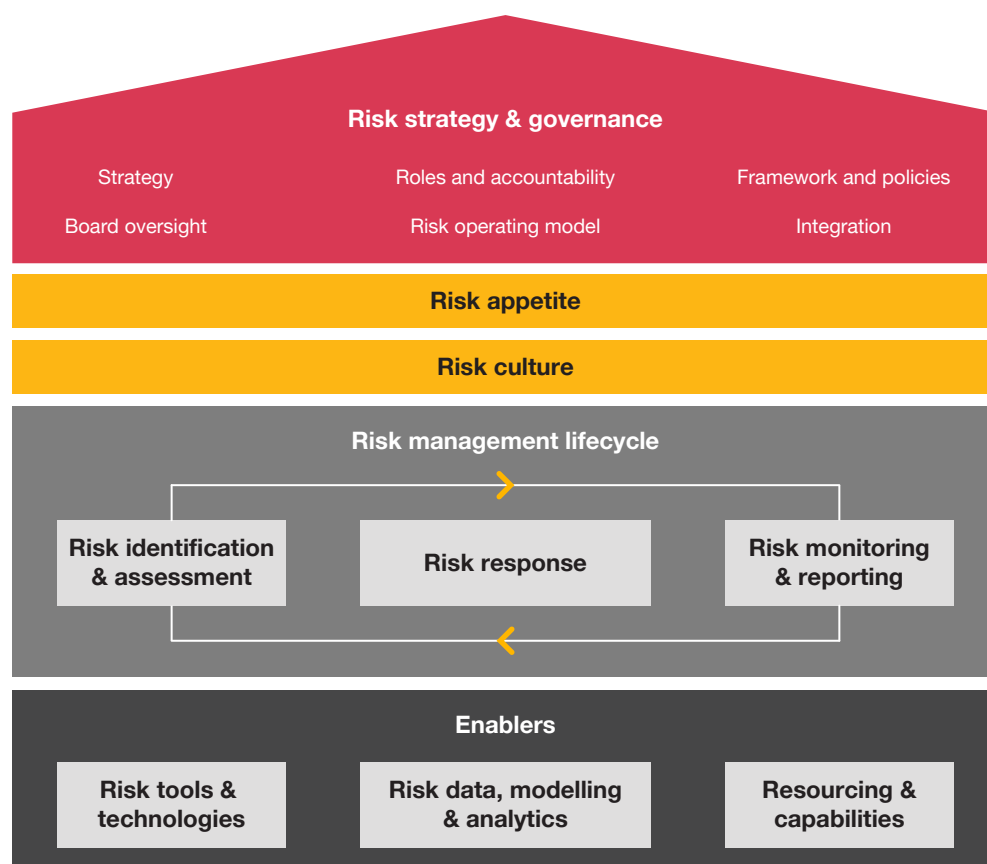 Risk strategy & governance
Strategy
Roles and accountability
Framework and policies
Board oversight
Risk operating model
Integration
Risk appetite
Risk culture
Risk management lifecycle
Risk identification
& assessment
Risk response
Risk monitoring
& reporting
Enablers
Risk tools &
technologies
Risk data, modelling
& analytics
Resourcing &
capabilities